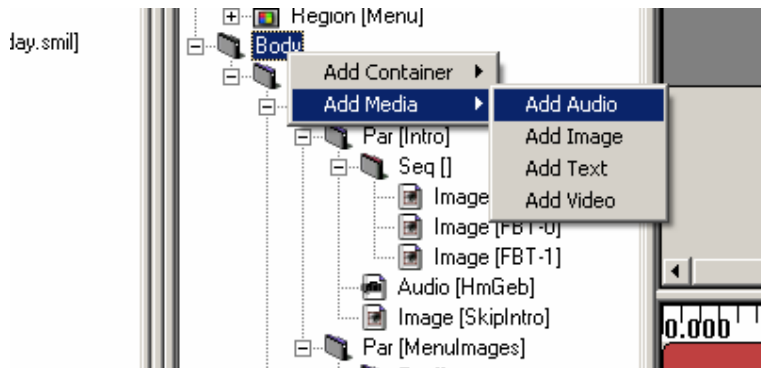 Region [Menu]
day.smil]
Body
Add Container
Add Media
Add Audio
Par [Intro]
Add Image
Seq []
Add Text
Image
Add Video
Image [FBT-0]
Image [FBT-1]
Audio [HmGeb]
Image [SkipIntro]
0.000
Par [MenuImages]